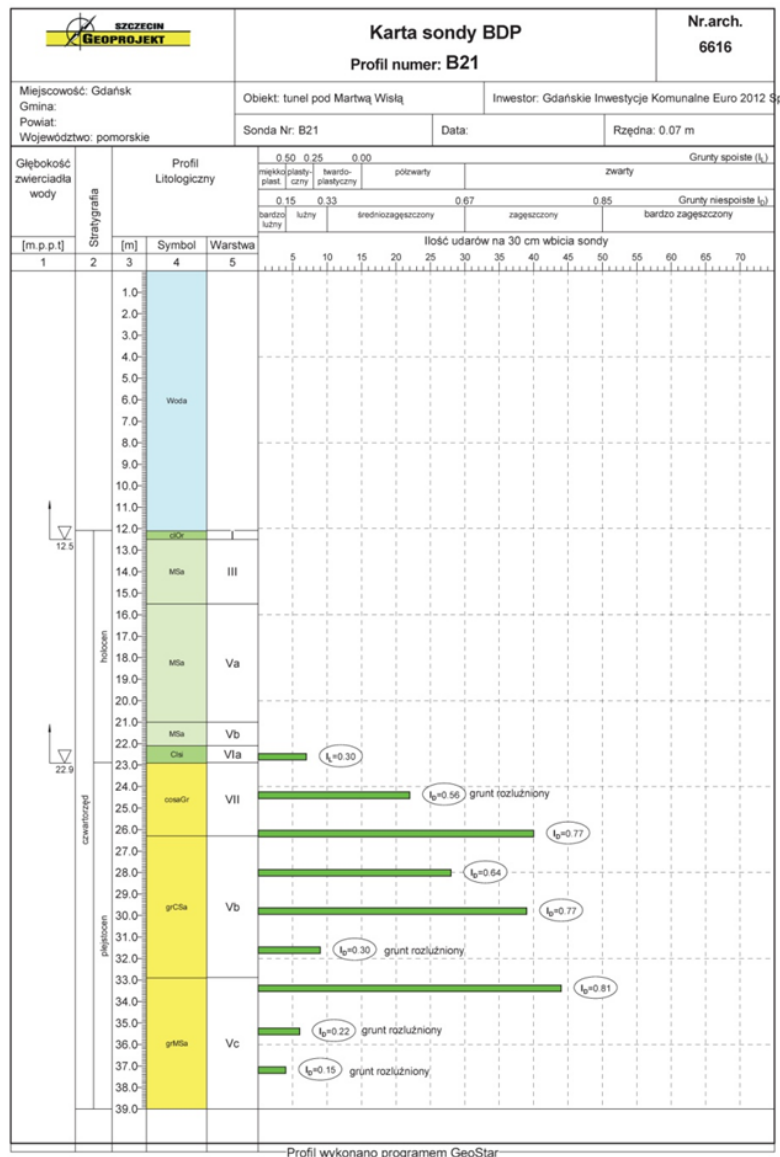 SZCZECIN
GEOPROJEKT
Karta sondy BDP
Profil numer: B21
Nr.arch.
6616
Miejscowość: Gdańsk
Gmina:
Powiat:
Województwo: pomorskie
Obiekt: tunel pod Martwą Wisłą
Inwestor: Gdańskie Inwestycje Komunalne Euro 2012 Sp
Sonda Nr: B21
Data:
Rzędna: 0.07 m
Głębokość
zwierciadła
wody
[m.p.p.t]
Stratygrafia
Profil
Litologiczny
[m]
Symbol
Warstwa
1
2
3
4
5
0.50 0.25 0.00
Grunty spoiste (IL)
miękko plast. plasty-czny twardo-plastyczny półzwarty zwarty
0.15 0.33 0.67 0.85
Grunty niespoiste ID)
bardzo luźny luźny średniozagęszczony zagęszczony bardzo zagęszczony
Ilość udarów na 30 cm wbicia sondy
5 10 15 20 25 30 35 40 45 50 55 60 65 70
1.0
2.0
3.0
4.0
5.0
6.0 Woda
7.0
8.0
9.0
10.0
11.0
12.0
12.5
clOr I
13.0
14.0 MSa III
15.0
16.0
17.0
holocen
18.0 MSa Va
19.0
20.0
21.0
MSa Vb
22.0
22.9
Clsi VIa IL=0.30
23.0
24.0
ID=0.56 grunt rozluźniony
cosaGr VII
25.0
czwartorzęd
26.0 ID=0.77
27.0
28.0 ID=0.64
29.0
grCSa Vb
ID=0.77
30.0
31.0
plejstocen
ID=0.30 grunt rozluźniony
32.0
33.0
ID=0.81
34.0
35.0
ID=0.22 grunt rozluźniony
36.0 grMSa Vc
37.0
ID=0.15 grunt rozluźniony
38.0
39.0
Profil wykonano programem GeoStar